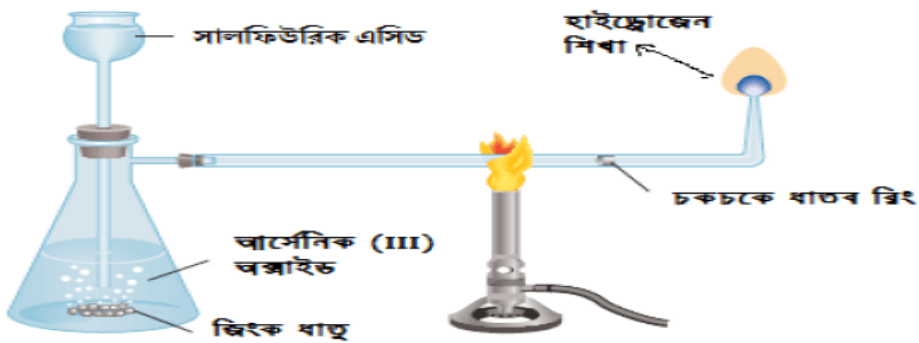 সালফিউরিক এসিড
হাইড্রোজেন
শিখা
চকচকে ধাতব রিং
আর্সেনিক (III)
অক্সাইড
জিংক ধাতু